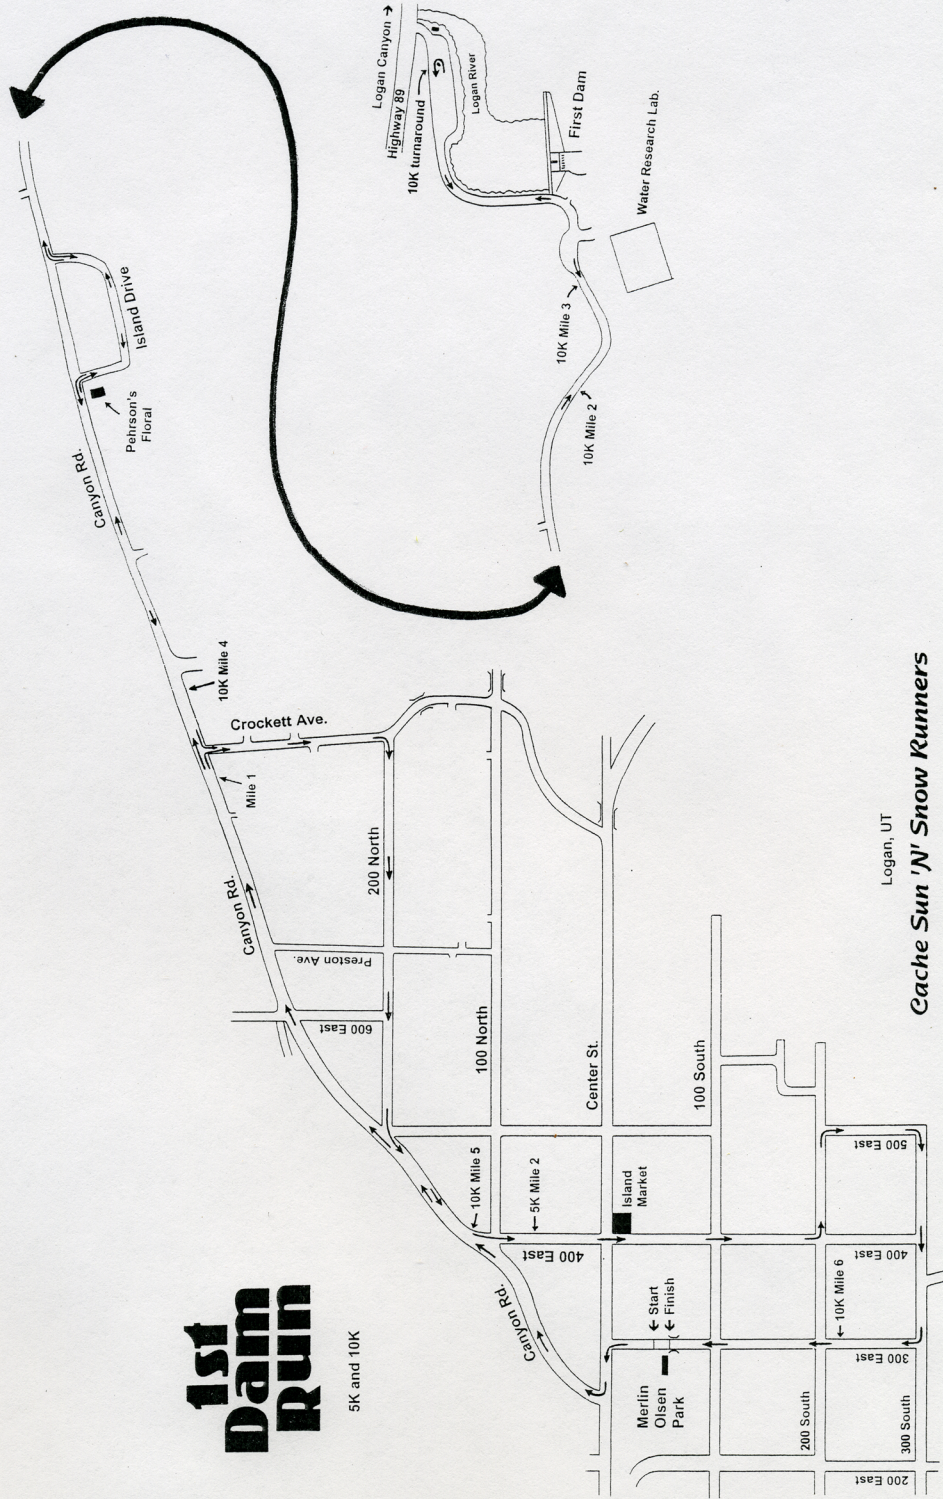 1st
Dam
Run
5K and 10K
Logan Canyon →
Highway 89
10K turnaround
Logan River
First Dam
Water Research Lab.
10K Mile 3
10K Mile 2
Island Drive
Pehrson's
Floral
Canyon Rd.
10K Mile 4
Crockett Ave.
Mile 1
200 North
Canyon Rd.
Preston Ave.
600 East
100 North
Center St.
100 South
10K Mile 5
5K Mile 2
Island
Market
500 East
400 East
400 East
Canyon Rd.
← Start
← Finish
10K Mile 6
300 East
Merlin
Olsen
Park
200 South
300 South
200 East
Logan, UT
Cache Sun 'N' Snow Runners